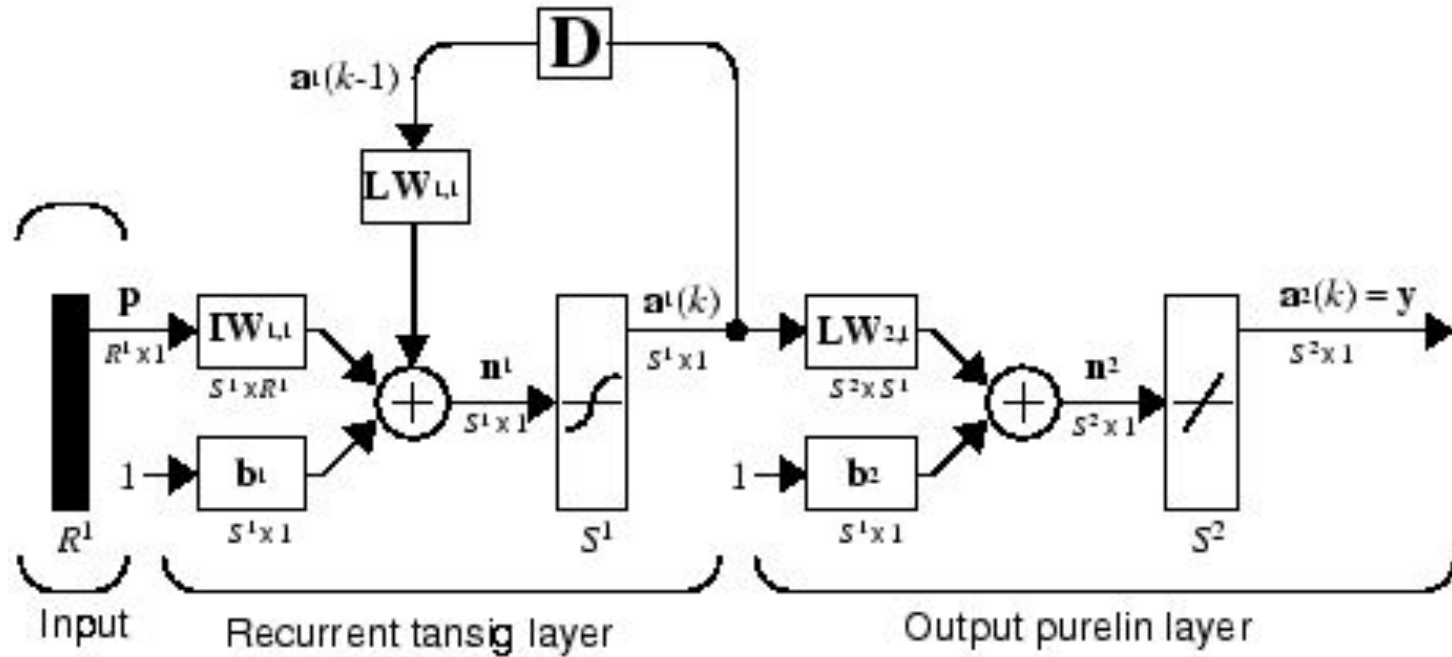 D
a¹(k-1)
LW1,1
p
R¹ x 1
IW1,1
S¹ x R¹
1
b1
S¹ x 1
R¹
n¹
S¹ x 1
S¹
a¹(k)
S¹ x 1
LW2,1
S² x S¹
1
b2
S¹ x 1
n²
S² x 1
S²
a²(k) = y
S² x 1
Input
Recurrent tansig layer
Output purelin layer